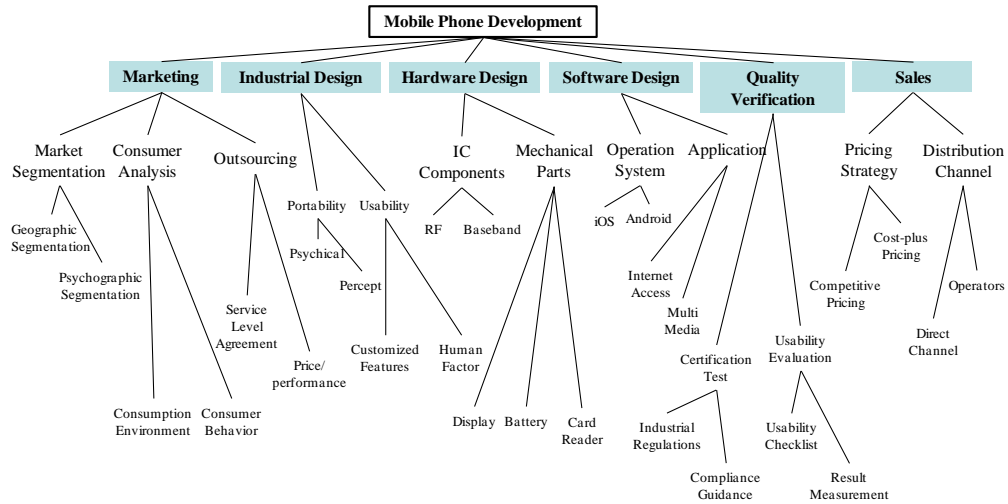 Mobile Phone Development
Marketing
Industrial Design
Hardware Design
Software Design
Quality
Verification
Sales
Market
Segmentation
Consumer
Analysis
Outsourcing
IC
Components
Mechanical
Parts
Operation
System
Application
Pricing
Strategy
Distribution
Channel
Geographic
Segmentation
Psychographic
Segmentation
Portability
Usability
Psychical
Percept
RF
Baseband
iOS
Android
Internet
Access
Multi
Media
Cost-plus
Pricing
Competitive
Pricing
Operators
Direct
Channel
Service
Level
Agreement
Price/
performance
Customized
Features
Human
Factor
Certification
Test
Usability
Evaluation
Consumption
Environment
Consumer
Behavior
Display
Battery
Card
Reader
Industrial
Regulations
Usability
Checklist
Compliance
Guidance
Result
Measurement